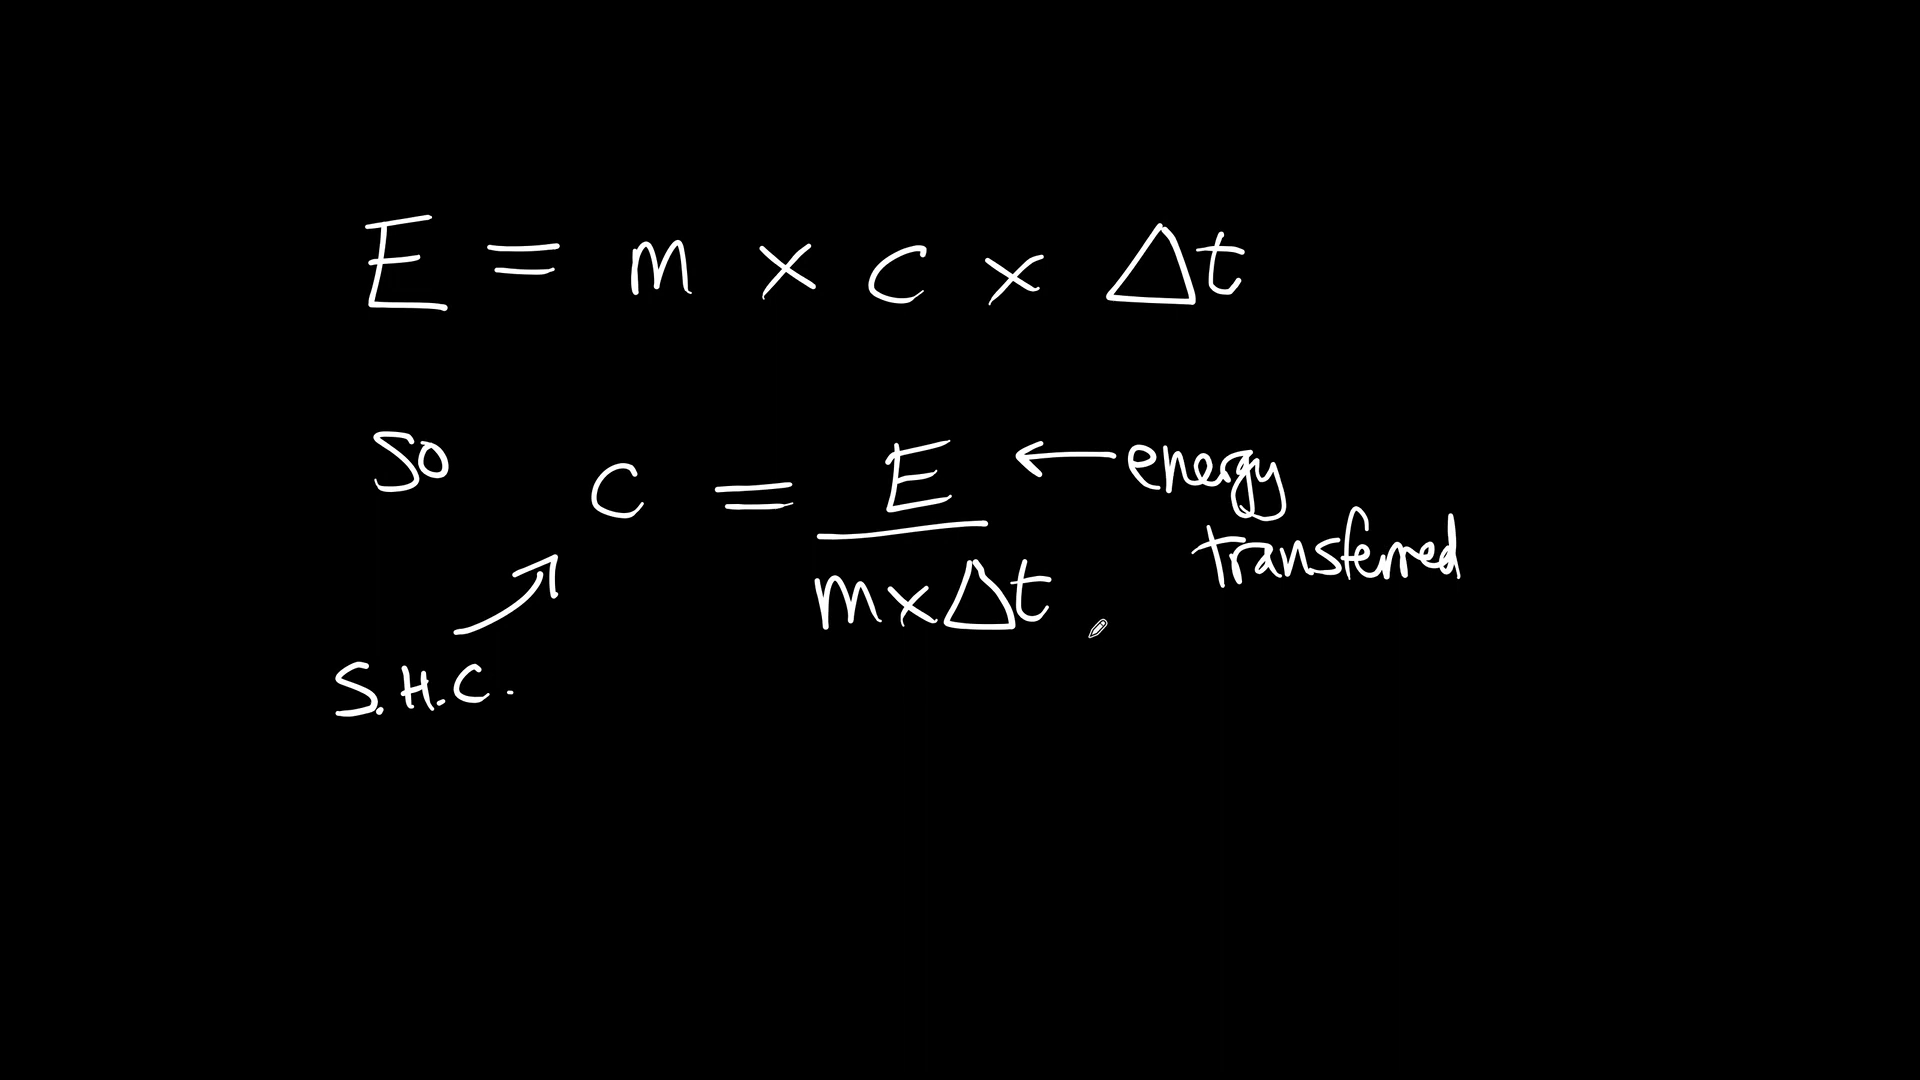 E = m × c × Δt
So c = E / m×Δt ← energy
transferred
S.H.C.